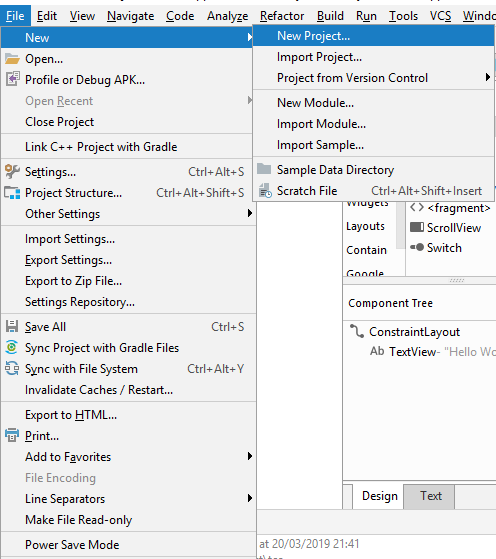 File Edit View Navigate Code Analyze Refactor Build Run Tools VCS
New
Open...
Profile or Debug APK...
Open Recent
Close Project
Link C++ Project with Gradle
Settings... Ctrl+Alt+S
Project Structure... Ctrl+Alt+Shift+S
Other Settings
Import Settings...
Export Settings...
Export to Zip File...
Settings Repository...
Save All Ctrl+S
Sync Project with Gradle Files
Sync with File System Ctrl+Alt+Y
Invalidate Caches / Restart...
Export to HTML...
Print...
Add to Favorites
File Encoding
Line Separators
Make File Read-only
Power Save Mode
New Project...
Import Project...
Project from Version Control
New Module...
Import Module...
Import Sample...
Sample Data Directory
Scratch File Ctrl+Alt+Shift+Insert
Widgets
Layouts
Contain
Google
<fragment>
ScrollView
Switch
Component Tree
ConstraintLayout
Ab TextView- "Hello Wo
Design Text
at 20/03/2019 21:41